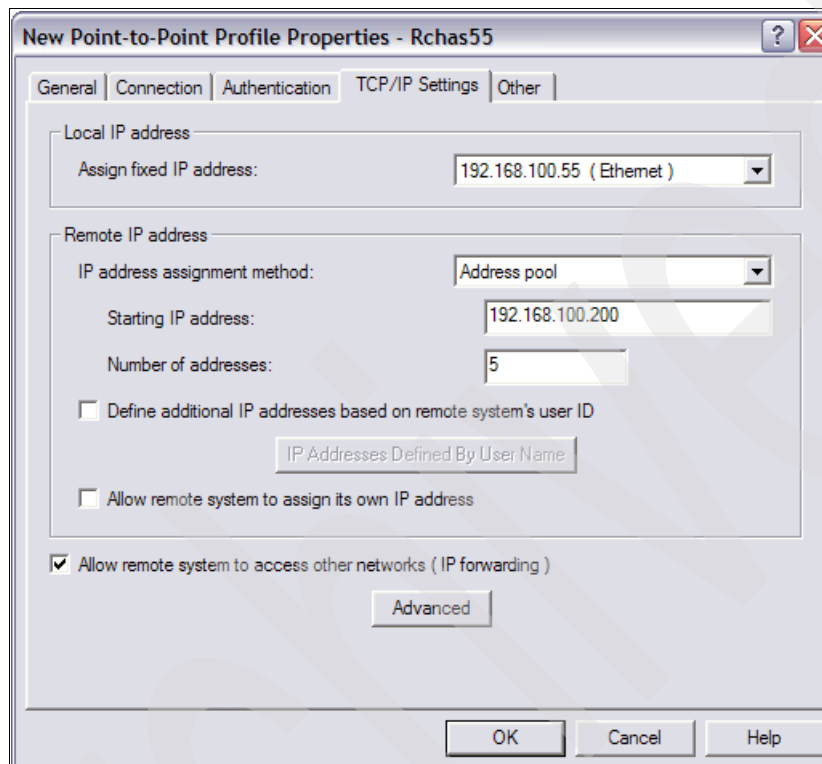 New Point-to-Point Profile Properties - Rchas55
General Connection Authentication TCP/IP Settings Other
Local IP address
Assign fixed IP address: 192.168.100.55 ( Ethernet )
Remote IP address
IP address assignment method: Address pool
Starting IP address: 192.168.100.200
Number of addresses: 5
Define additional IP addresses based on remote system's user ID
IP Addresses Defined By User Name
Allow remote system to assign its own IP address
Allow remote system to access other networks ( IP forwarding )
Advanced
OK Cancel Help